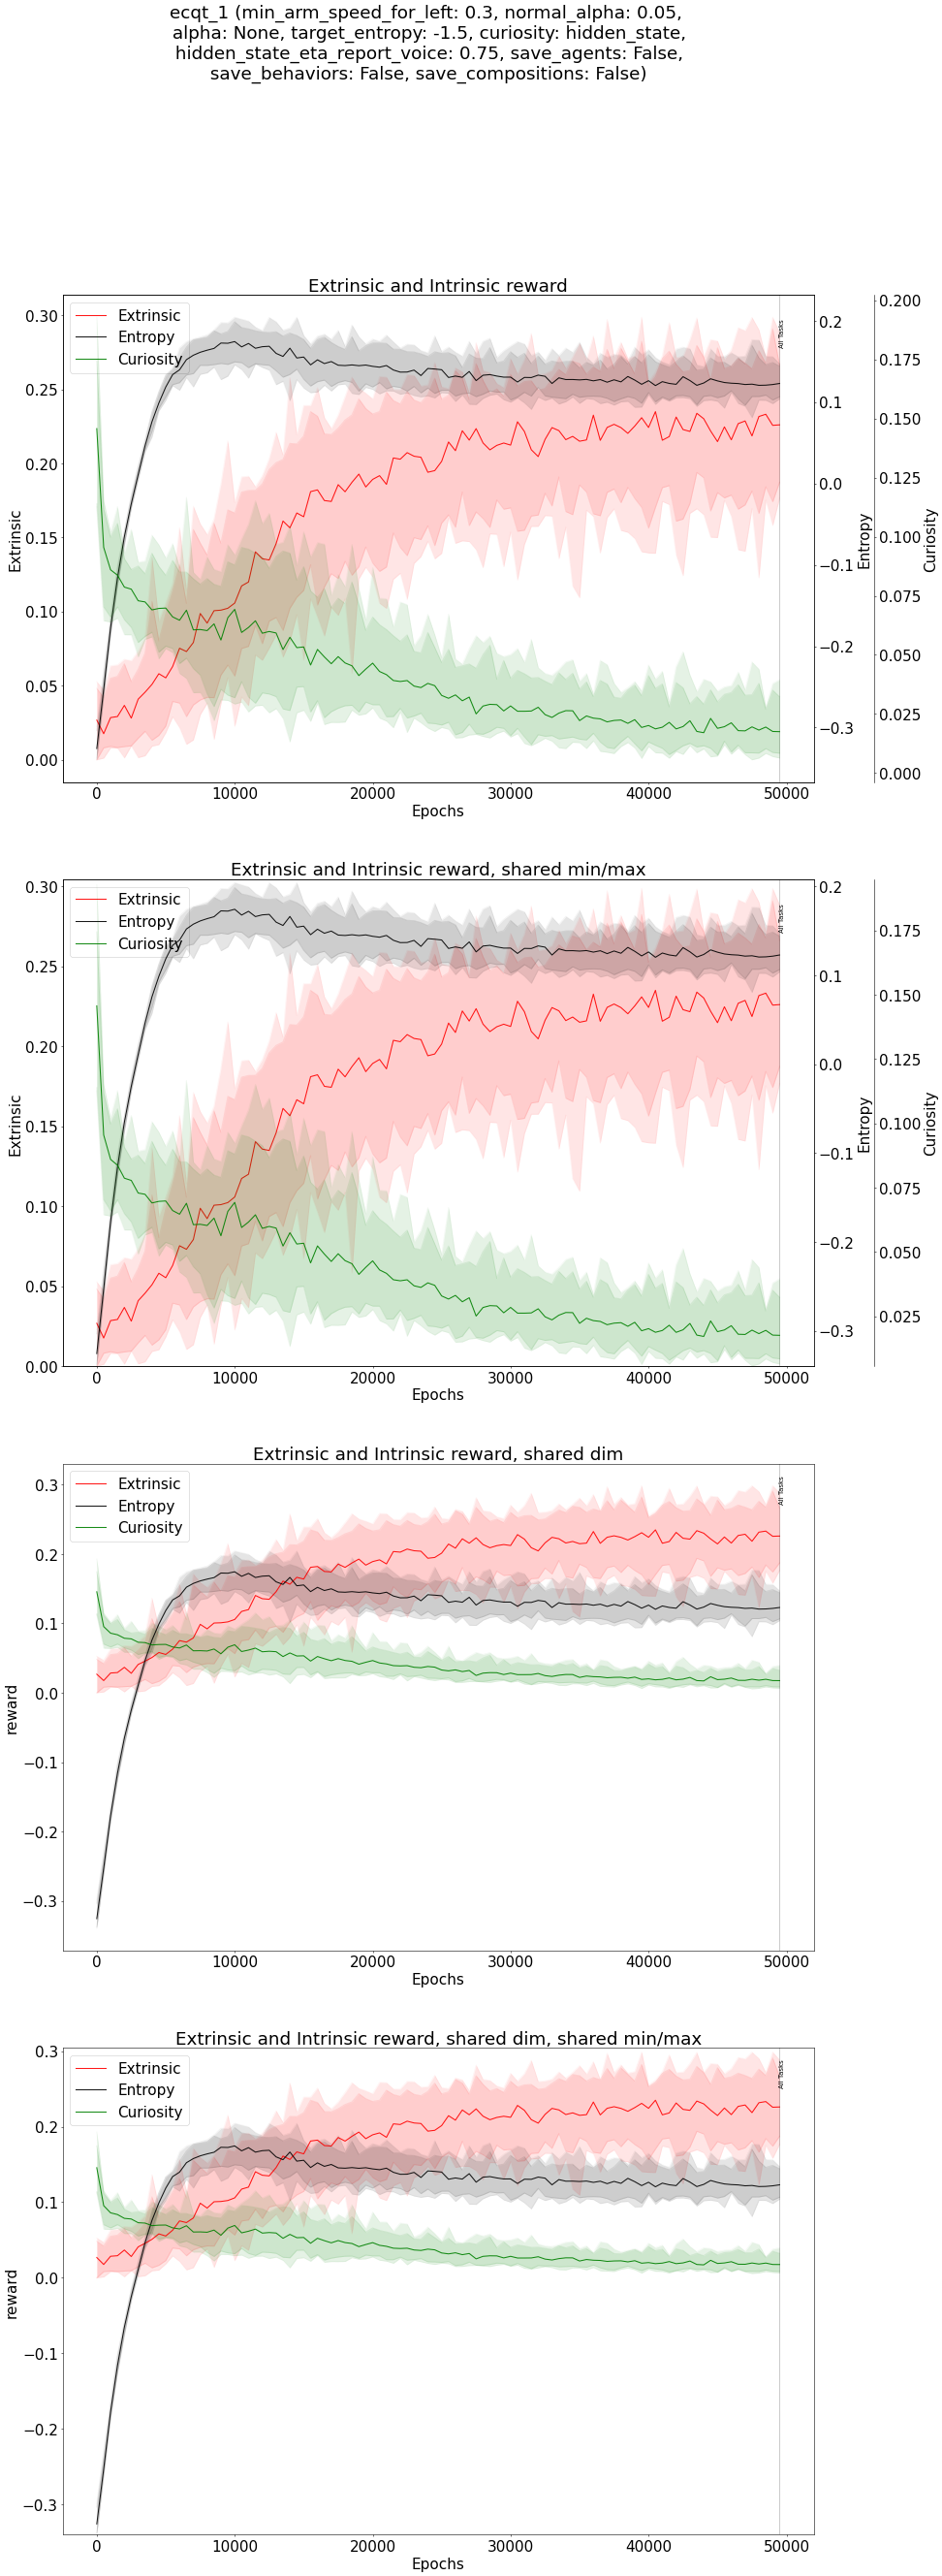 ecqt_1 (min_arm_speed_for_left: 0.3, normal_alpha: 0.05,
alpha: None, target_entropy: -1.5, curiosity: hidden_state,
hidden_state_eta_report_voice: 0.75, save_agents: False,
save_behaviors: False, save_compositions: False)
Extrinsic and Intrinsic reward
Extrinsic
Entropy
Curiosity
All Tasks
0.30
0.25
0.20
0.15
0.10
0.05
0.00
Extrinsic
0.2
0.1
0.0
−0.1
−0.2
−0.3
Entropy
0.200
0.175
0.150
0.125
0.100
0.075
0.050
0.025
0.000
Curiosity
0 10000 20000 30000 40000 50000
Epochs
Extrinsic and Intrinsic reward, shared min/max
Extrinsic
Entropy
Curiosity
All Tasks
0.30
0.25
0.20
0.15
0.10
0.05
0.00
Extrinsic
0.2
0.1
0.0
−0.1
−0.2
−0.3
Entropy
0.175
0.150
0.125
0.100
0.075
0.050
0.025
Curiosity
0 10000 20000 30000 40000 50000
Epochs
Extrinsic and Intrinsic reward, shared dim
Extrinsic
Entropy
Curiosity
All Tasks
0.3
0.2
0.1
0.0
−0.1
−0.2
−0.3
reward
0 10000 20000 30000 40000 50000
Epochs
Extrinsic and Intrinsic reward, shared dim, shared min/max
Extrinsic
Entropy
Curiosity
All Tasks
0.3
0.2
0.1
0.0
−0.1
−0.2
−0.3
reward
0 10000 20000 30000 40000 50000
Epochs